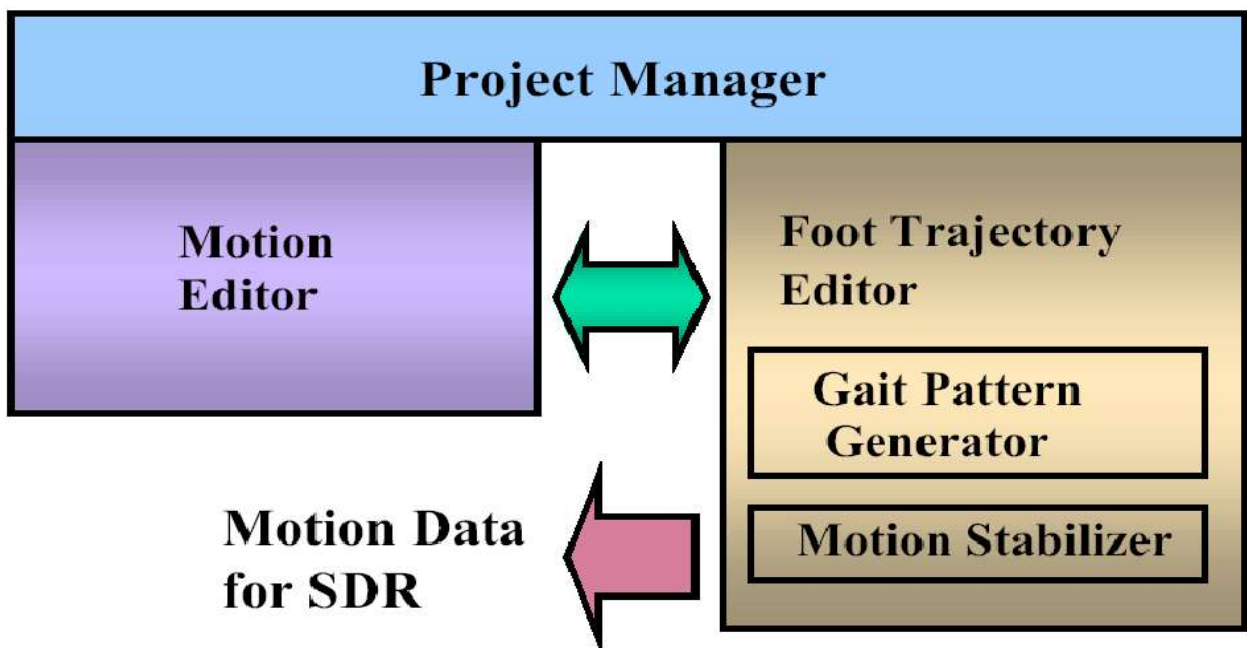 Project Manager
Motion
Editor
Foot Trajectory
Editor
Gait Pattern
Generator
Motion Stabilizer
Motion Data
for SDR